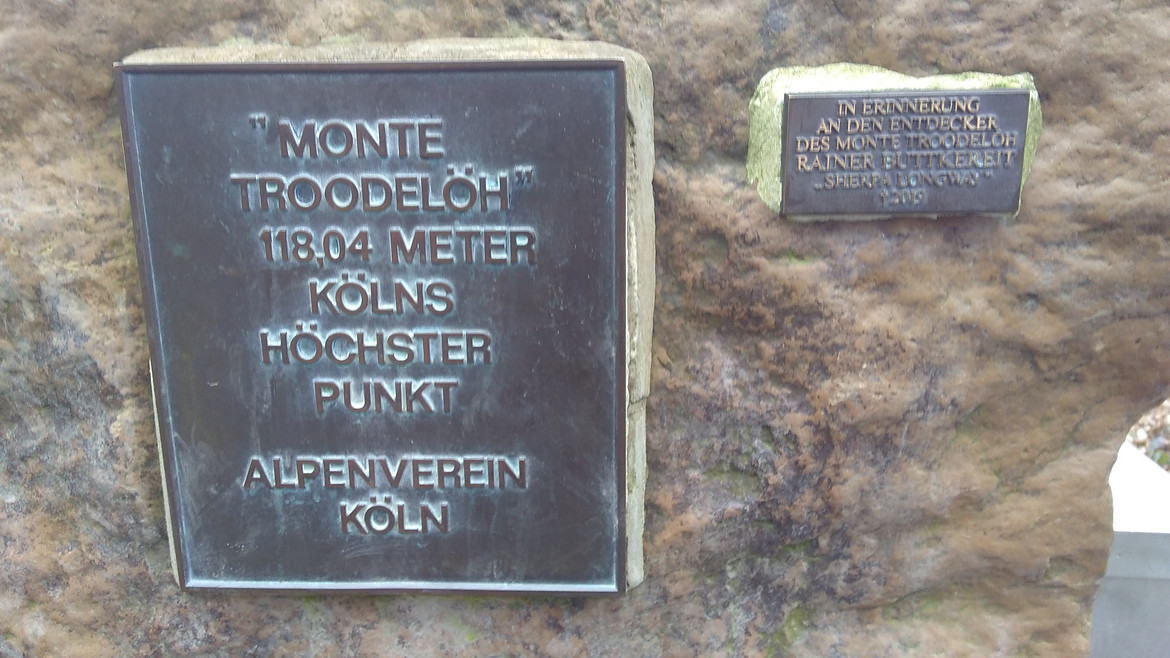 "MONTE
TROODELÖH"
118,04 METER
KÖLNS
HÖCHSTER
PUNKT
ALPENVEREIN
KÖLN
IN ERINNERUNG
AN DEN ENTDECKER
DES MONTE TROODELÖH
RAINER BUTTKEREIT
„SHERPA LONGWAY"